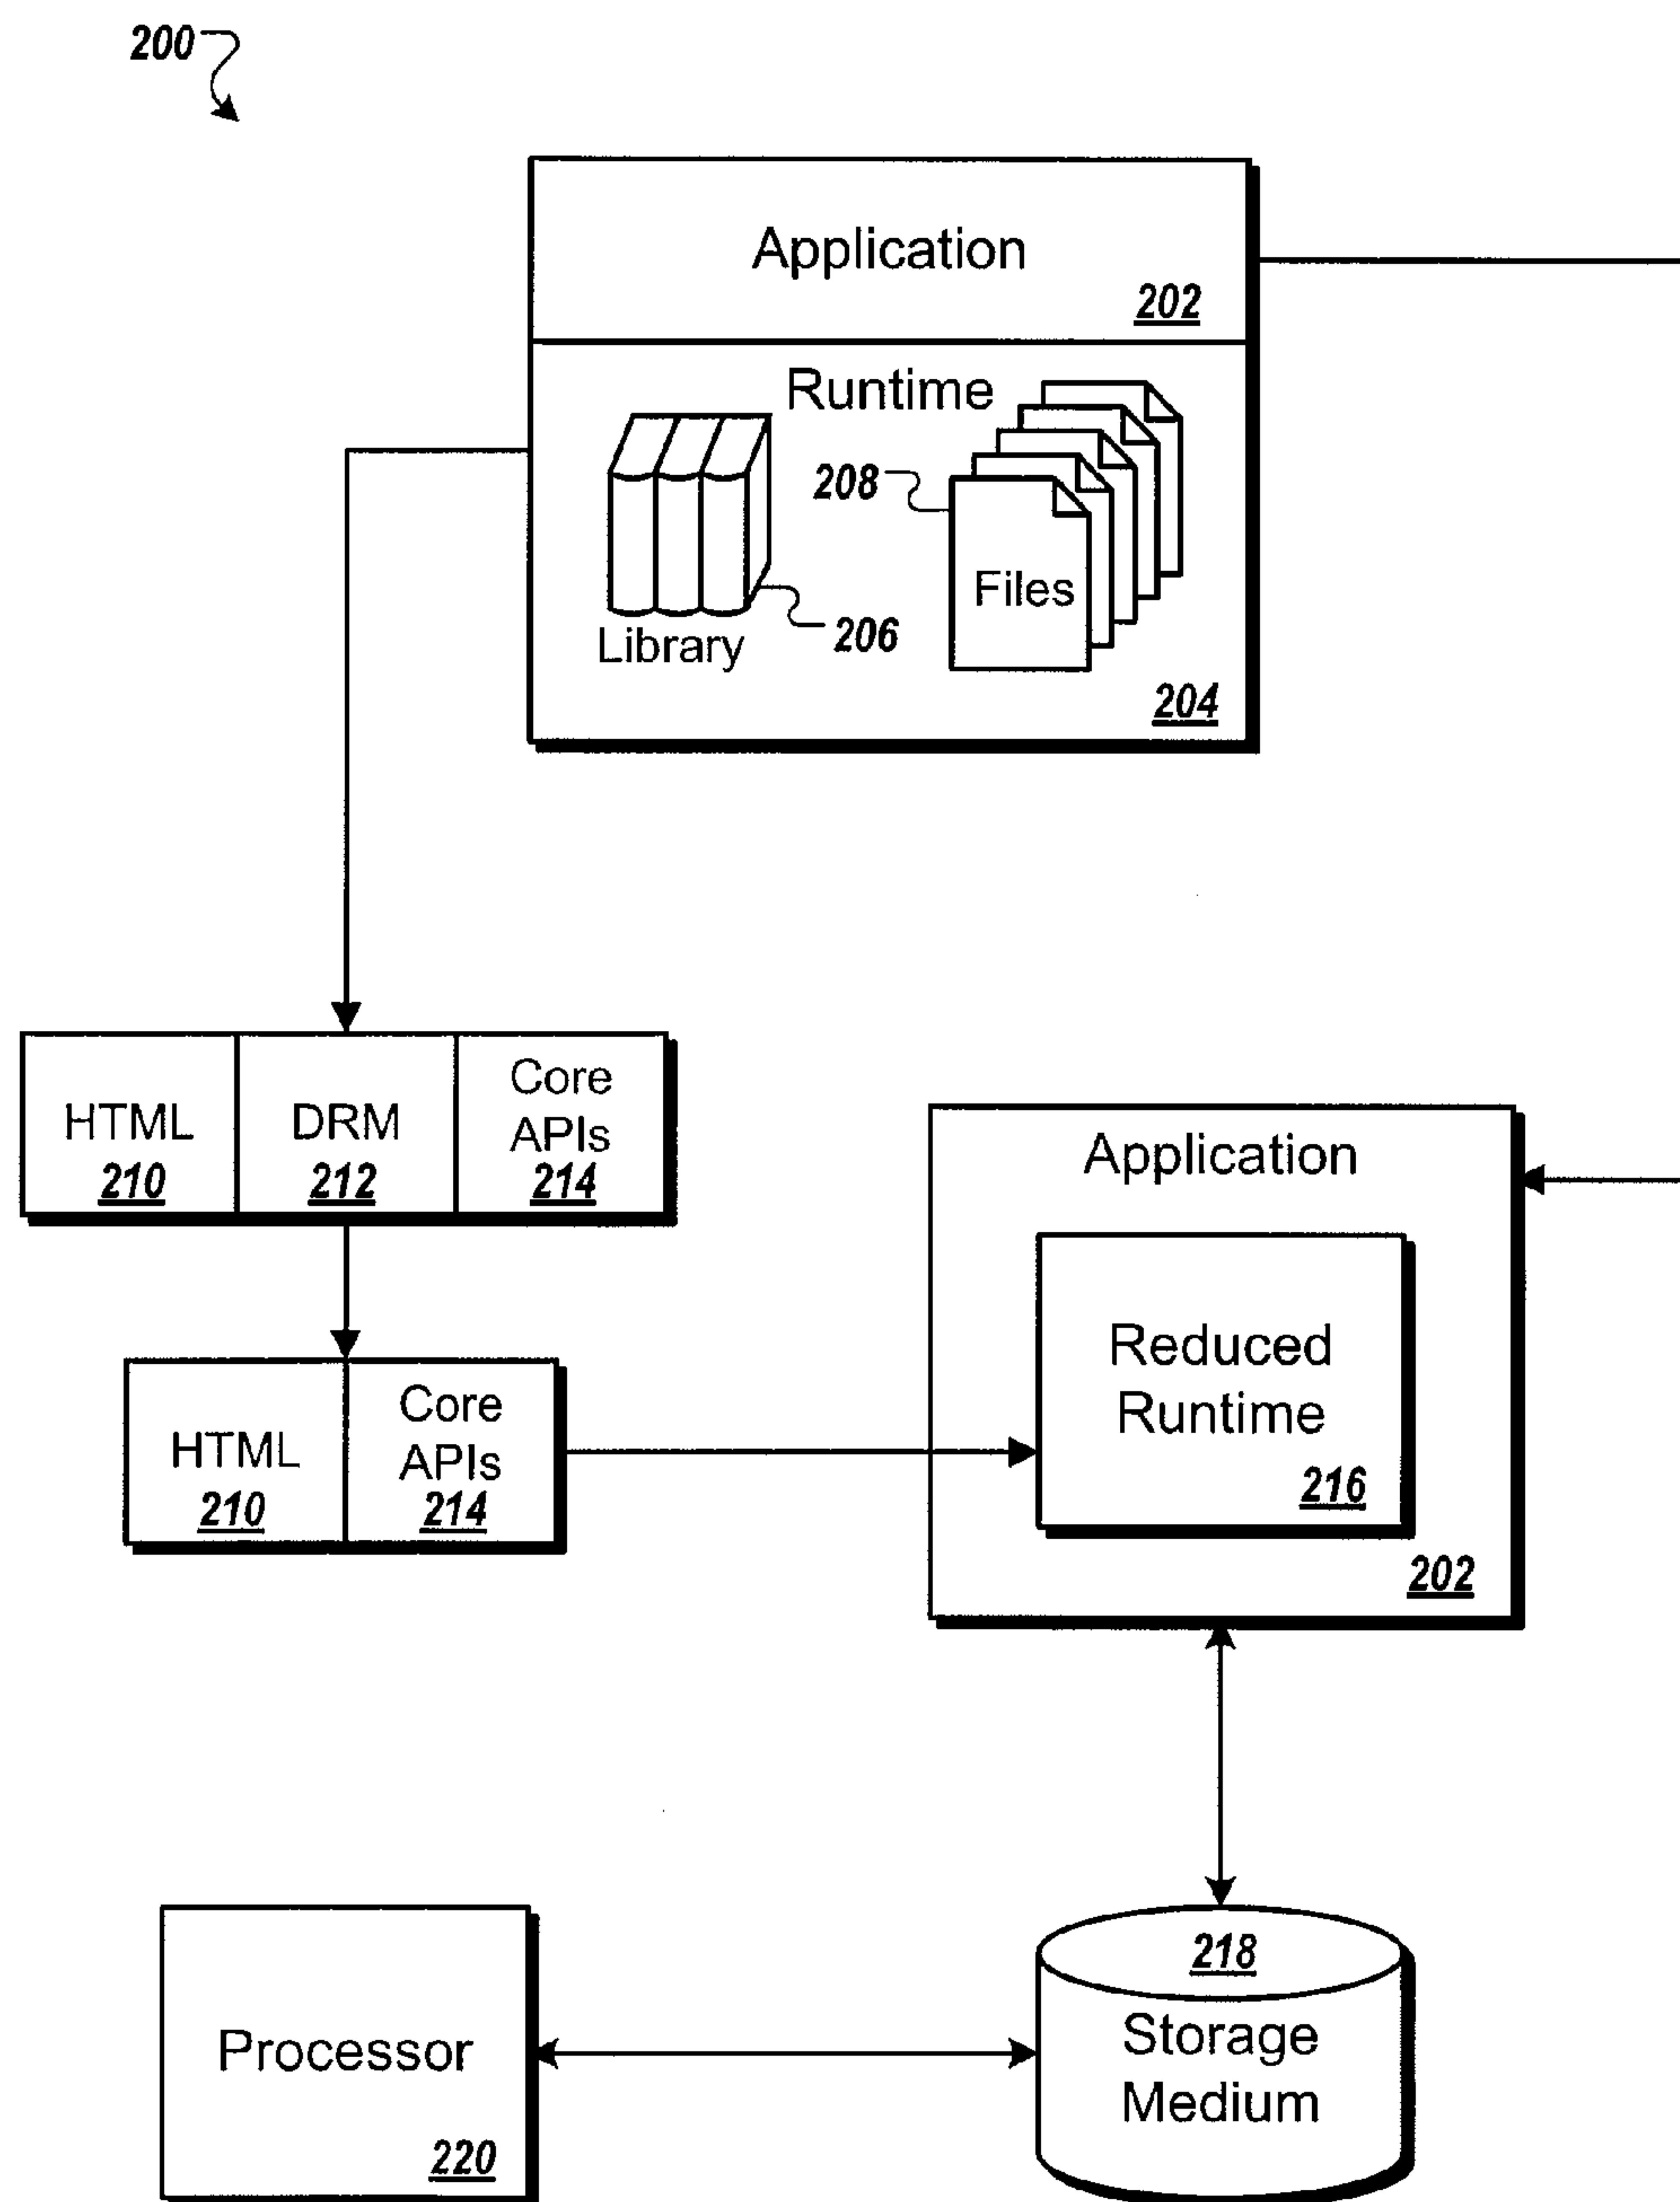 200
Application
202
Runtime
208
Files
Library
206
204
HTML
210
DRM
212
Core
APIs
214
Application
Reduced
Runtime
216
202
HTML
210
Core
APIs
214
218
Storage
Medium
Processor
220